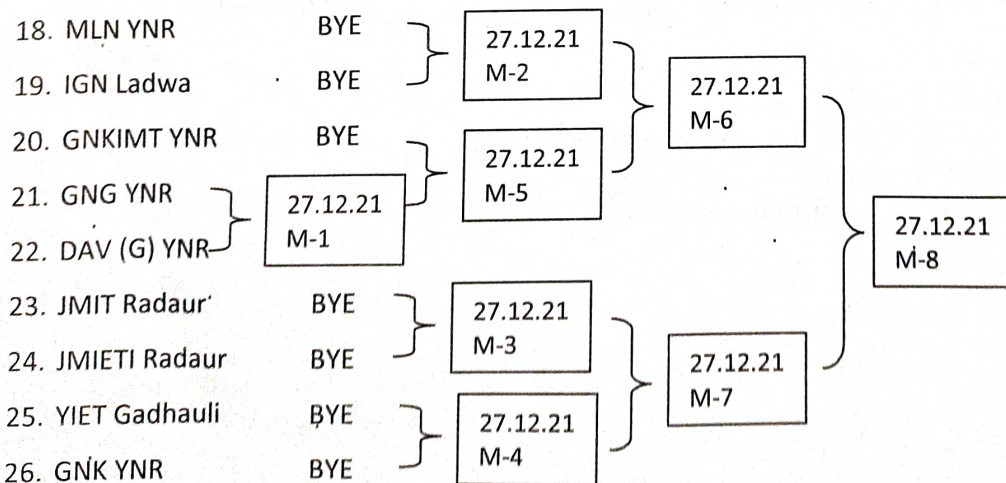 18. MLN YNR BYE
19. IGN Ladwa BYE
27.12.21
M-2
20. GNKIMT YNR BYE
21. GNG YNR
22. DAV (G) YNR
27.12.21
M-1
27.12.21
M-5
27.12.21
M-6
23. JMIT Radaur BYE
24. JMIETI Radaur BYE
27.12.21
M-3
25. YIET Gadhauli BYE
26. GNK YNR BYE
27.12.21
M-4
27.12.21
M-7
27.12.21
M-8